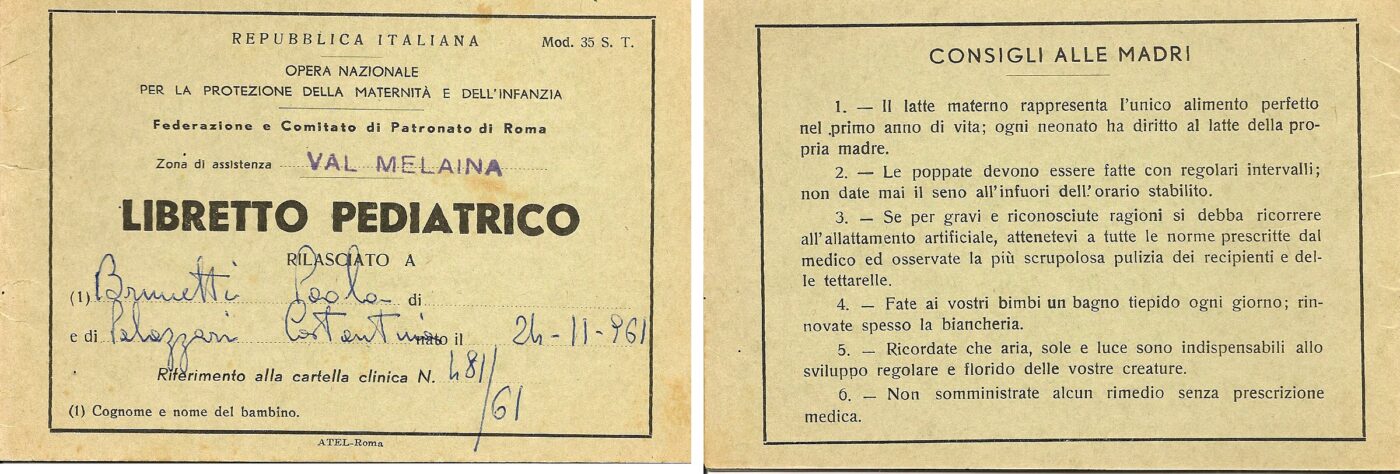 REPUBBLICA ITALIANA
Mod. 35 S. T.
OPERA NAZIONALE
PER LA PROTEZIONE DELLA MATERNITÀ E DELL'INFANZIA
Federazione e Comitato di Patronato di Roma
Zona di assistenza VAL MELAINA
LIBRETTO PEDIATRICO
RILASCIATO A
(1) Brunetti Paola di
e di Palazzari Costantina nato il 24-11-961
Riferimento alla cartella clinica N. 481/61
(1) Cognome e nome del bambino.
ATEL-Roma
CONSIGLI ALLE MADRI
1. — Il latte materno rappresenta l'unico alimento perfetto
nel primo anno di vita; ogni neonato ha diritto al latte della pro-
pria madre.
2. — Le poppate devono essere fatte con regolari intervalli;
non date mai il seno all'infuori dell'orario stabilito.
3. — Se per gravi e riconosciute ragioni si debba ricorrere
all'allattamento artificiale, attenetevi a tutte le norme prescritte dal
medico ed osservate la più scrupolosa pulizia dei recipienti e del-
le tettarelle.
4. — Fate ai vostri bimbi un bagno tiepido ogni giorno; rin-
novate spesso la biancheria.
5. — Ricordate che aria, sole e luce sono indispensabili allo
sviluppo regolare e florido delle vostre creature.
6. — Non somministrate alcun rimedio senza prescrizione
medica.